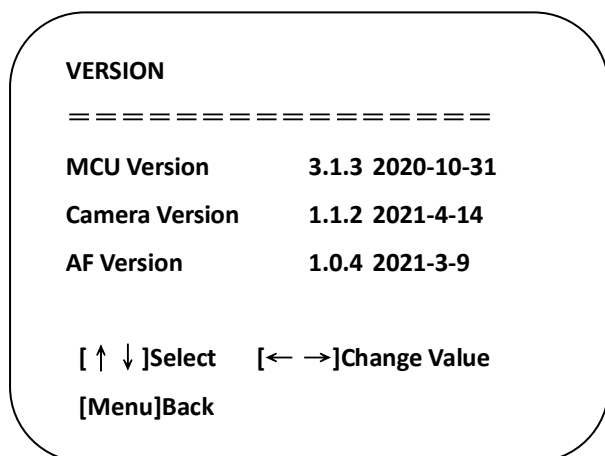 VERSION
================
MCU Version 3.1.3 2020-10-31
Camera Version 1.1.2 2021-4-14
AF Version 1.0.4 2021-3-9
[ ↑ ↓ ]Select [← →]Change Value
[Menu]Back